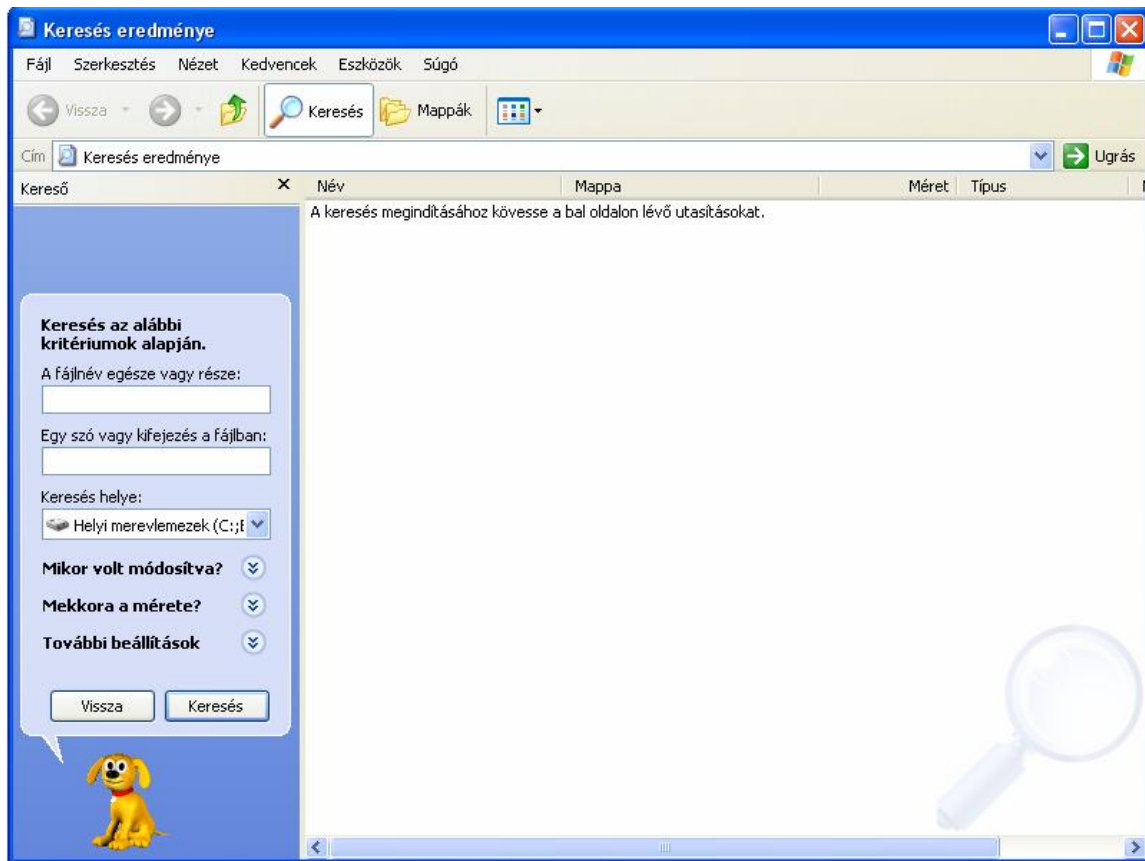 Keresés eredménye
Fájl Szerkesztés Nézet Kedvencek Eszközök Súgó
Vissza Keresés Mappák
Cím Keresés eredménye Ugrás
Kereső Név Mappa Méret Típus
A keresés megindításához kövesse a bal oldalon lévő utasításokat.
Keresés az alábbi
kritériumok alapján.
A fájlnév egésze vagy része:
Egy szó vagy kifejezés a fájlban:
Keresés helye:
Helyi merevlemezek (C:;E
Mikor volt módosítva?
Mekkora a mérete?
További beállítások
Vissza Keresés